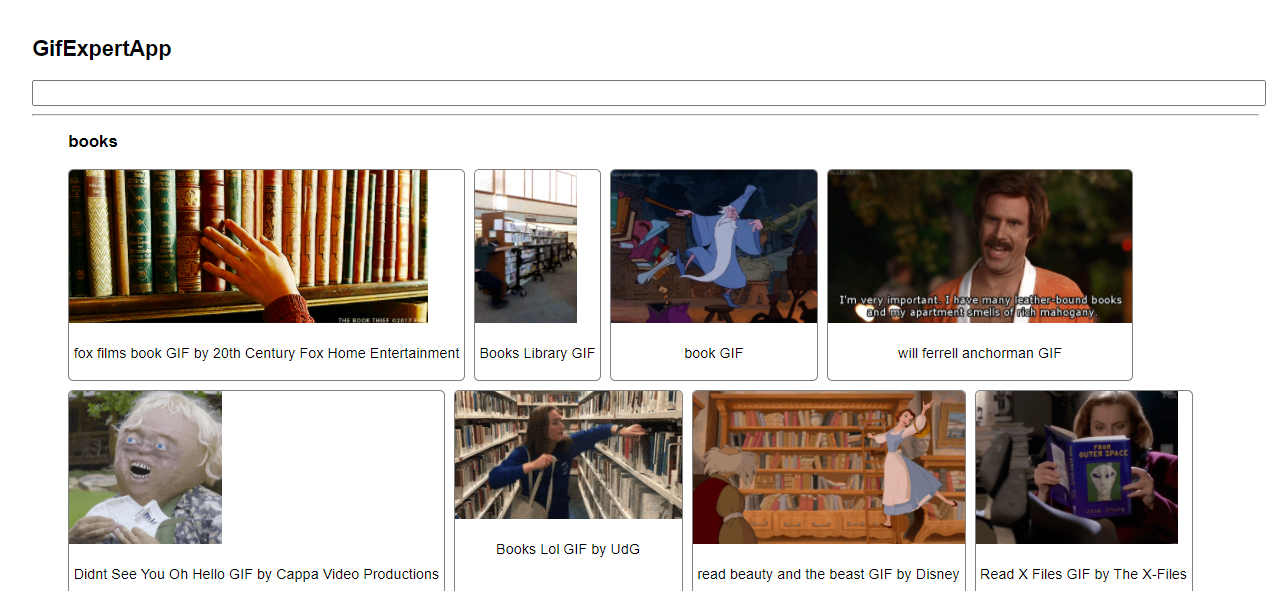 GifExpertApp
books
THE BOOK THIEF ©2017 F
fox films book GIF by 20th Century Fox Home Entertainment
Books Library GIF
book GIF
I'm very important. I have many leather-bound books
and my apartment smells of rich mahogany.
will ferrell anchorman GIF
Didnt See You Oh Hello GIF by Cappa Video Productions
Books Lol GIF by UdG
read beauty and the beast GIF by Disney
FROM
OUTER SPACE
Jose Chung
Read X Files GIF by The X-Files